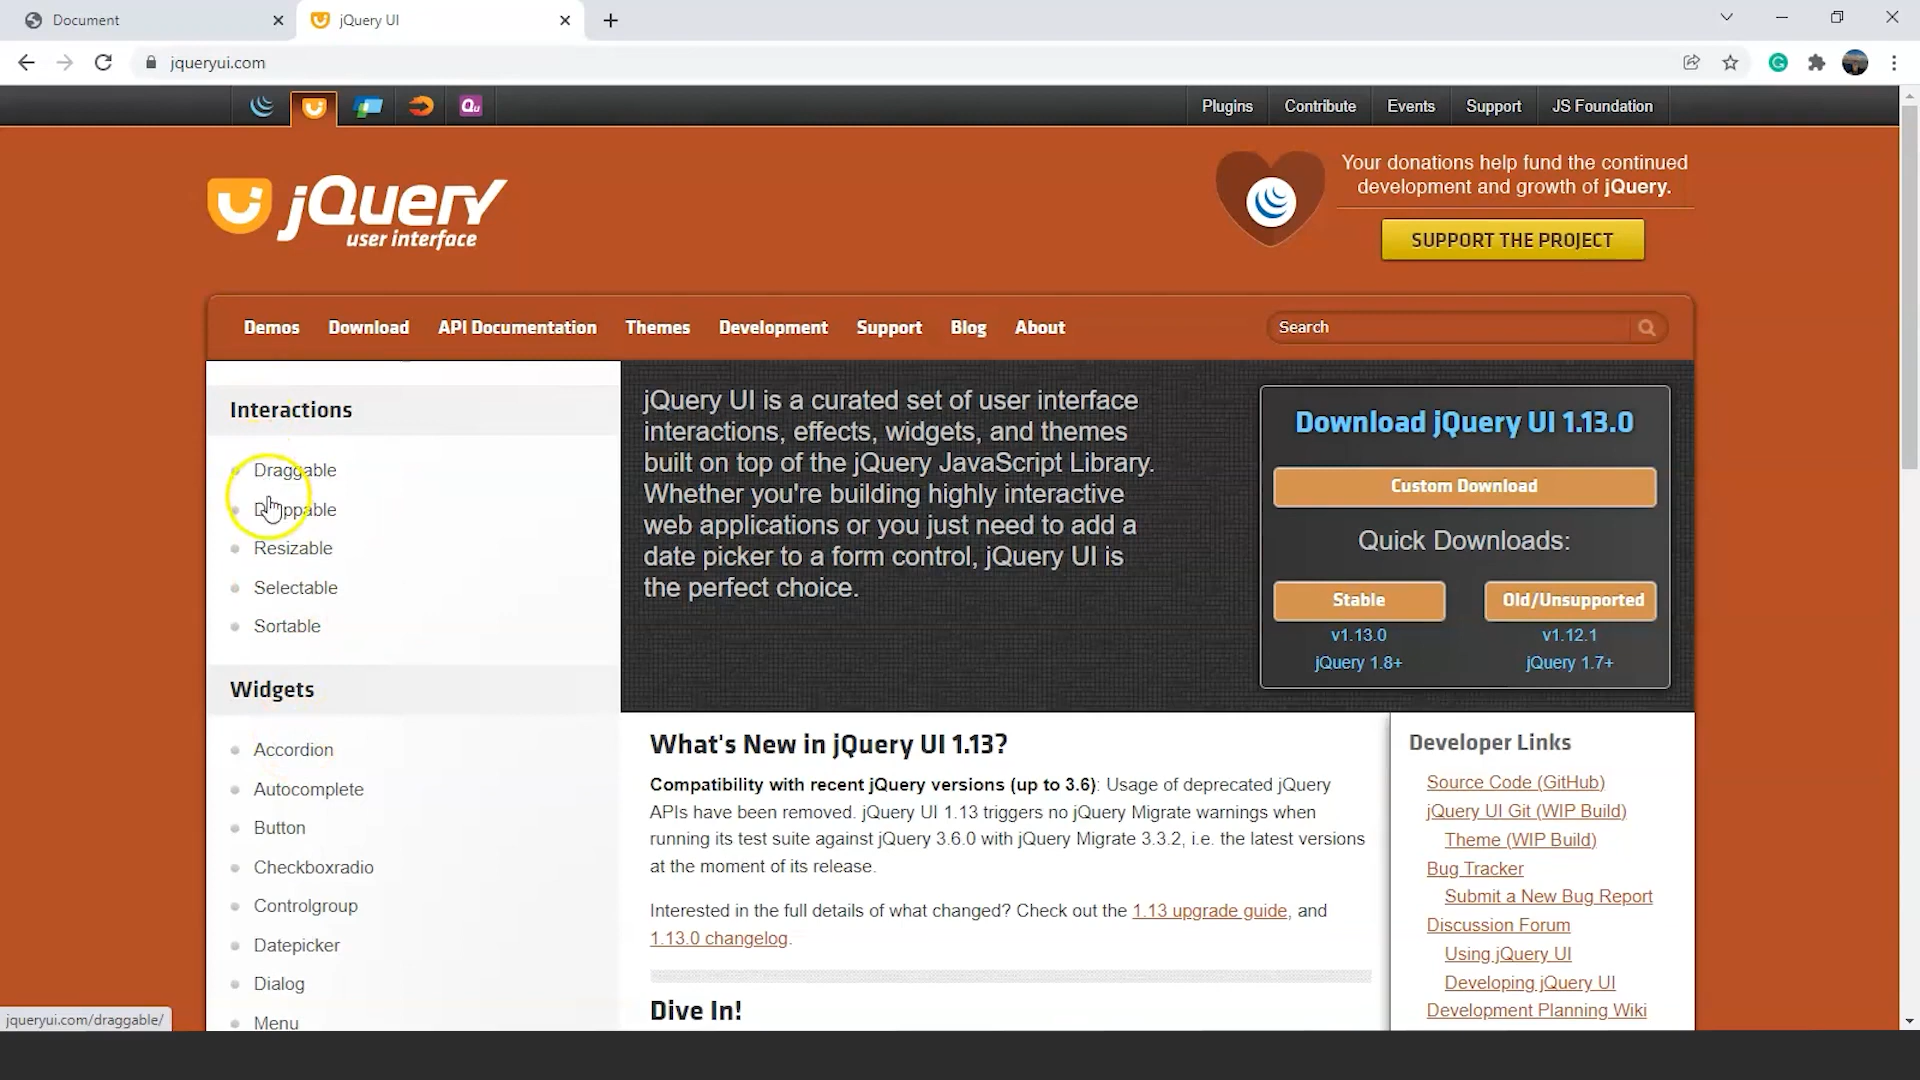 Document
jQuery UI
jqueryui.com
Qu
Plugins
Contribute
Events
Support
JS Foundation
jQuery
user interface
Your donations help fund the continued
development and growth of jQuery.
SUPPORT THE PROJECT
Demos
Download
API Documentation
Themes
Development
Support
Blog
About
Search
Interactions
Draggable
Droppable
Resizable
Selectable
Sortable
Widgets
Accordion
Autocomplete
Button
Checkboxradio
Controlgroup
Datepicker
Dialog
Menu
jQuery UI is a curated set of user interface
interactions, effects, widgets, and themes
built on top of the jQuery JavaScript Library.
Whether you're building highly interactive
web applications or you just need to add a
date picker to a form control, jQuery UI is
the perfect choice.
Download jQuery UI 1.13.0
Custom Download
Quick Downloads:
Stable
Old/Unsupported
v1.13.0
v1.12.1
jQuery 1.8+
jQuery 1.7+
What's New in jQuery UI 1.13?
Compatibility with recent jQuery versions (up to 3.6): Usage of deprecated jQuery
APIs have been removed. jQuery UI 1.13 triggers no jQuery Migrate warnings when
running its test suite against jQuery 3.6.0 with jQuery Migrate 3.3.2, i.e. the latest versions
at the moment of its release.
Interested in the full details of what changed? Check out the 1.13 upgrade guide, and
1.13.0 changelog.
Dive In!
Developer Links
Source Code (GitHub)
jQuery UI Git (WIP Build)
Theme (WIP Build)
Bug Tracker
Submit a New Bug Report
Discussion Forum
Using jQuery UI
Developing jQuery UI
Development Planning Wiki
jqueryui.com/draggable/